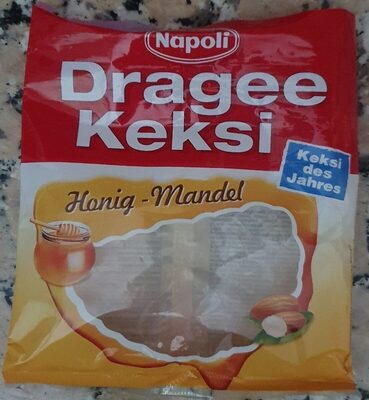 Napoli
Dragee
Keksi
Keksi
des
Jahres
Honig - Mandel